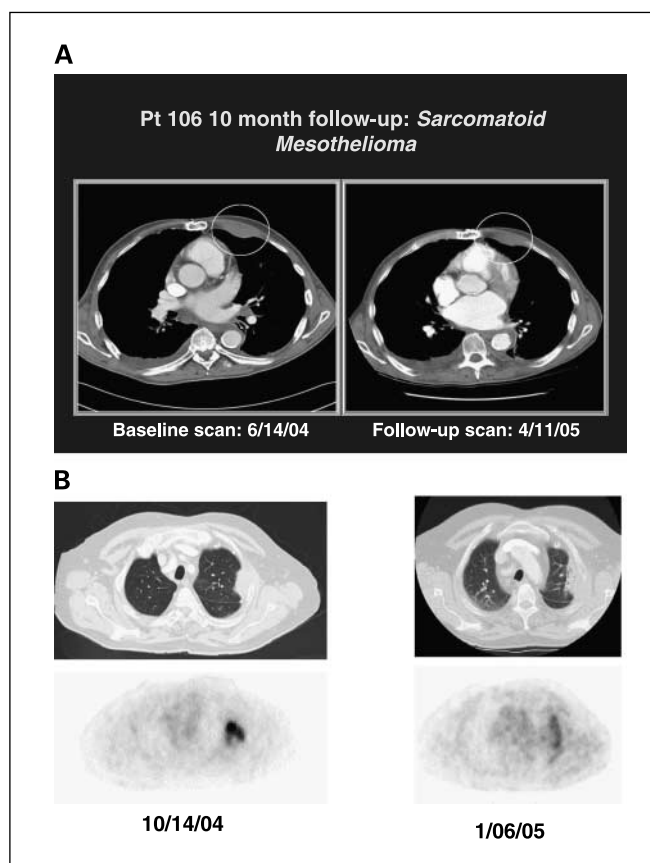 A
Pt 106 10 month follow-up: Sarcomatoid
Mesothelioma
Baseline scan: 6/14/04
Follow-up scan: 4/11/05
B
10/14/04
1/06/05